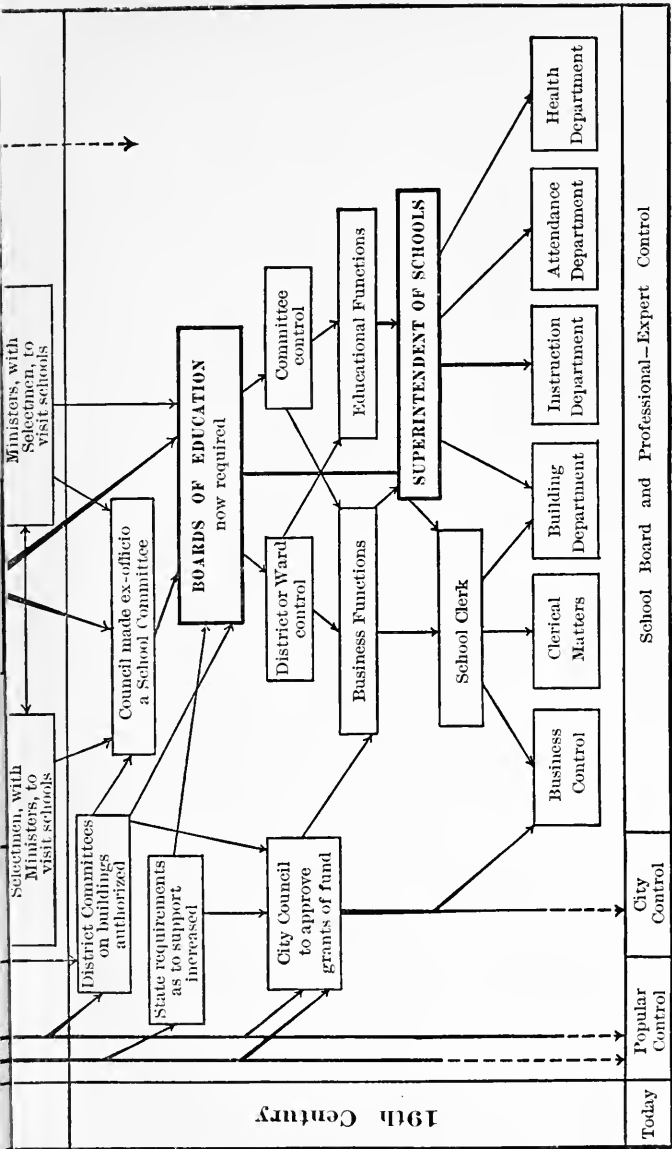 Ministers, with
Selectmen, to
visit schools
Selectmen, with
Ministers, to
visit schools
Council made ex-officio
a School Committee
District Committees
on buildings
authorized
BOARDS OF EDUCATION
now required
State requirements
as to support
increased
Committee
control
District or Ward
control
City Council
to approve
grants of fund
Educational Functions
Business Functions
SUPERINTENDENT OF SCHOOLS
School Clerk
Health
Department
Attendance
Department
Instruction
Department
Building
Department
Clerical
Matters
Business
Control
19th Century
School Board and Professional–Expert Control
City
Control
Popular
Control
Today